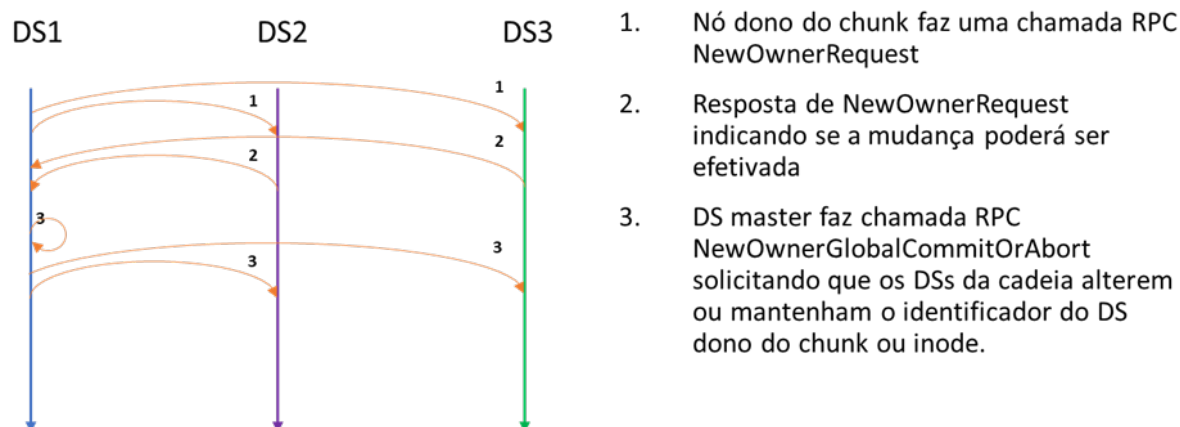 DS1 DS2 DS3
1
1
2
2
3
3
3
1. Nó dono do chunk faz uma chamada RPC
NewOwnerRequest
2. Resposta de NewOwnerRequest
indicando se a mudança poderá ser
efetivada
3. DS master faz chamada RPC
NewOwnerGlobalCommitOrAbort
solicitando que os DSs da cadeia alterem
ou mantenham o identificador do DS
dono do chunk ou inode.